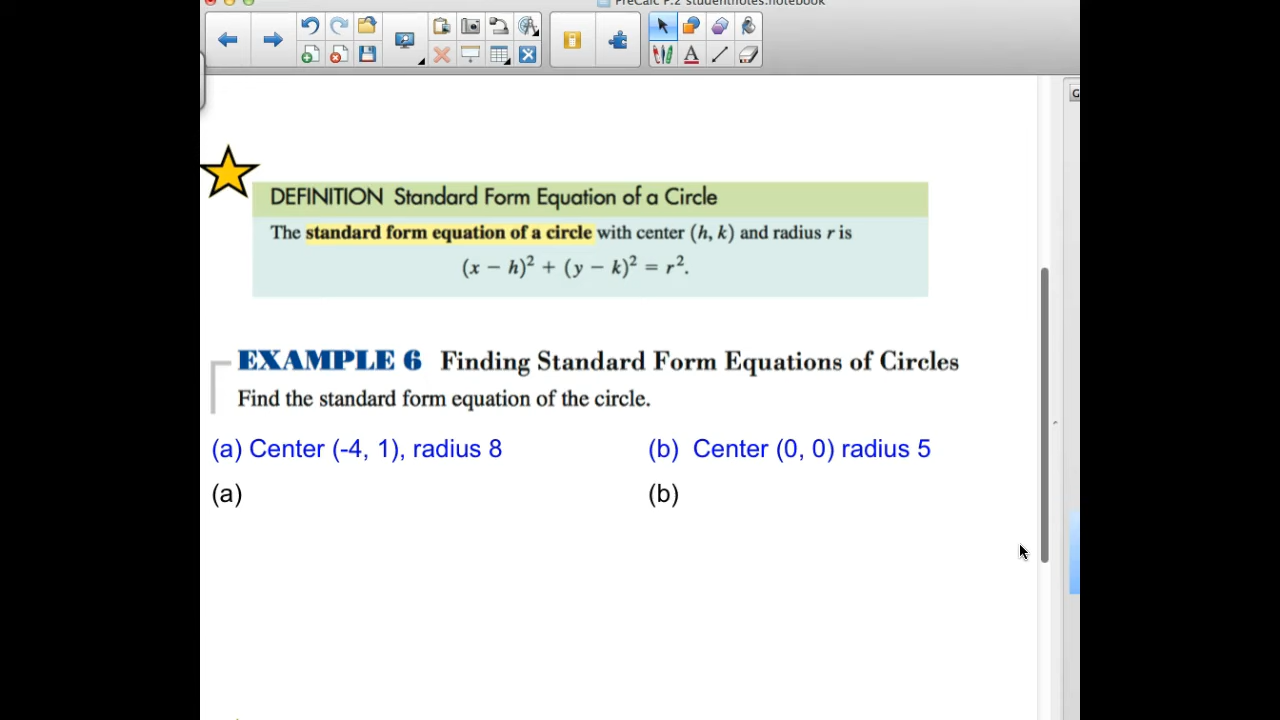 PreCalc P.2 studentnotes.notebook
G
DEFINITION Standard Form Equation of a Circle
The standard form equation of a circle with center (h, k) and radius r is
(x − h)² + (y − k)² = r².
EXAMPLE 6 Finding Standard Form Equations of Circles
Find the standard form equation of the circle.
(a) Center (-4, 1), radius 8
(b) Center (0, 0) radius 5
(a)
(b)